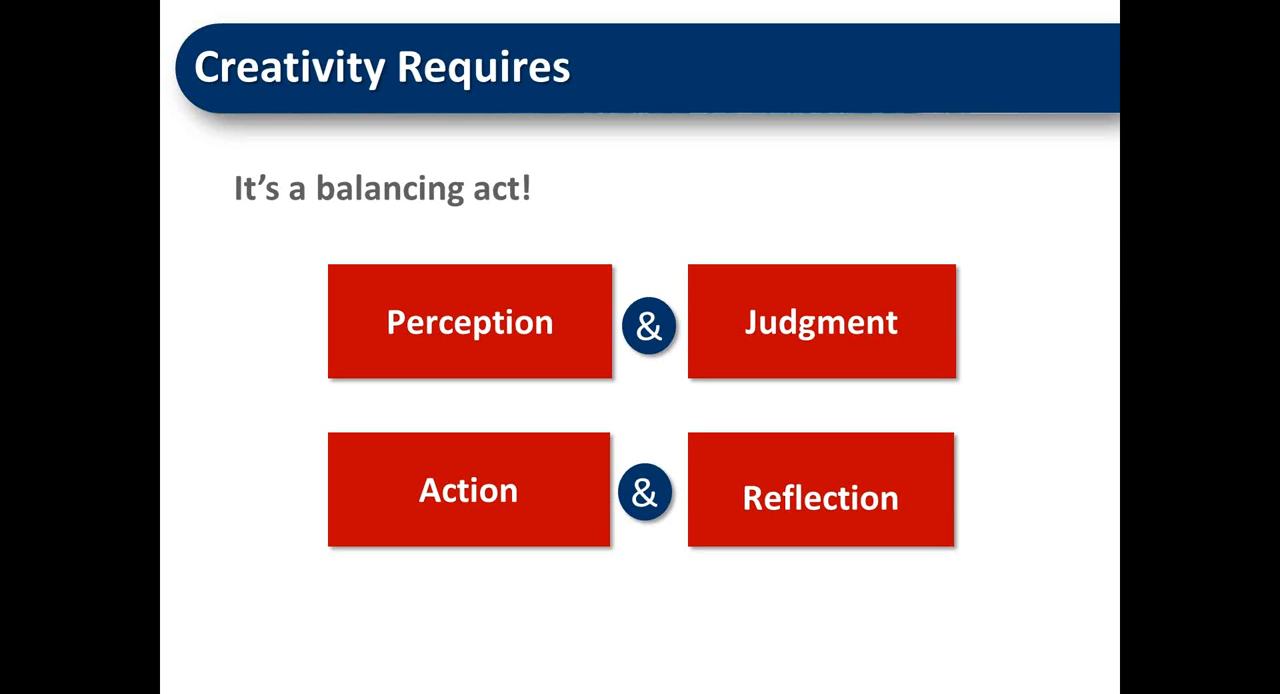 Creativity Requires
It’s a balancing act!
Perception & Judgment
Action & Reflection